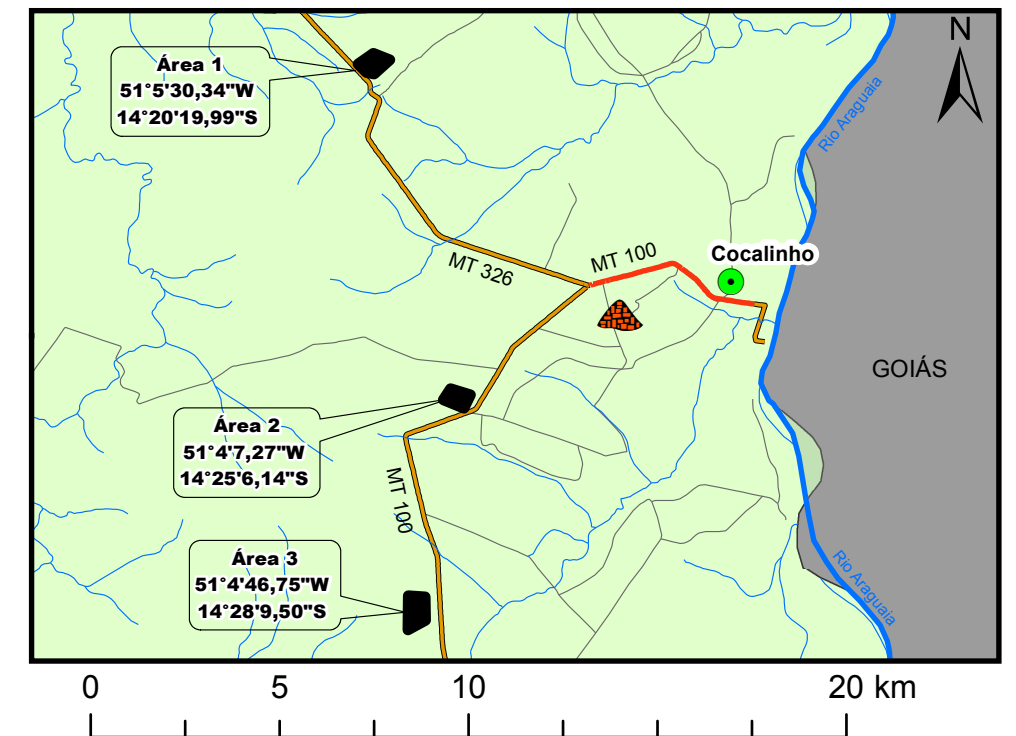 N
Área 1
51°5'30,34"W
14°20'19,99"S
Rio Araguaia
MT 326
MT 100
Cocalinho
GOIÁS
Área 2
51°4'7,27"W
14°25'6,14"S
MT 100
Área 3
51°4'46,75"W
14°28'9,50"S
Rio Araguaia
0 5 10 20 km